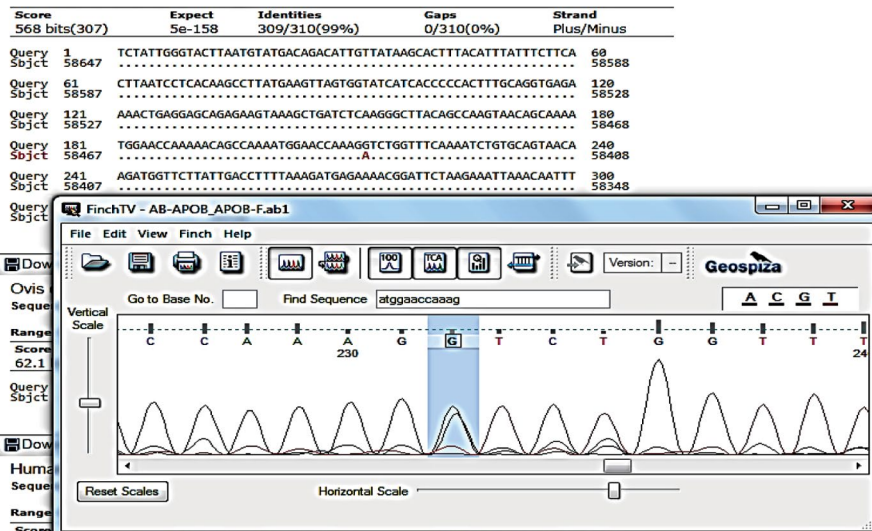 Score Expect Identities Gaps Strand
568 bits(307) 5e-158 309/310(99%) 0/310(0%) Plus/Minus
Query 1 TCTATTGGGTACTTAATGTATGACAGACATTGTTATAAGCACTTTACATTTATTTCTTCA 60
Sbjct 58647 ............................................................ 58588
Query 61 CTTAATCCTCACAAGCCTTATGAAGTTAGTGGTATCATCACCCCCACTTTGCAGGTGAGA 120
Sbjct 58587 ............................................................ 58528
Query 121 AAACTGAGGAGCAGAGAAGTAAAGCTGATCTCAAGGGCTTACAGCCAAGTAACAGCAAAA 180
Sbjct 58527 ............................................................ 58468
Query 181 TGGAACCAAAAACAGCCAAAATGGAACCAAAGGTCTGGTTTCAAAATCTGTGCAGTAACA 240
Sbjct 58467 ................................A........................... 58408
Query 241 AGATGGTTCTTATTGACCTTTTAAAGATGAGAAAACGGATTCTAAGAAATTAAACAATTT 300
Sbjct 58407 ............................................................ 58348
Query
Sbjct
FinchTV - AB-APOB_APOB-F.ab1
File Edit View Finch Help
100 TCA Version: -- Geospiza
Go to Base No. Find Sequence atggaaccaaag A C G T
Vertical
Scale
C C A A A G G T C T G G T T T
230 24
Reset Scales Horizontal Scale
Dow
Ovis
Seque
Range
Score
62.1
Query
Sbjct
Dow
Huma
Seque
Range
Score